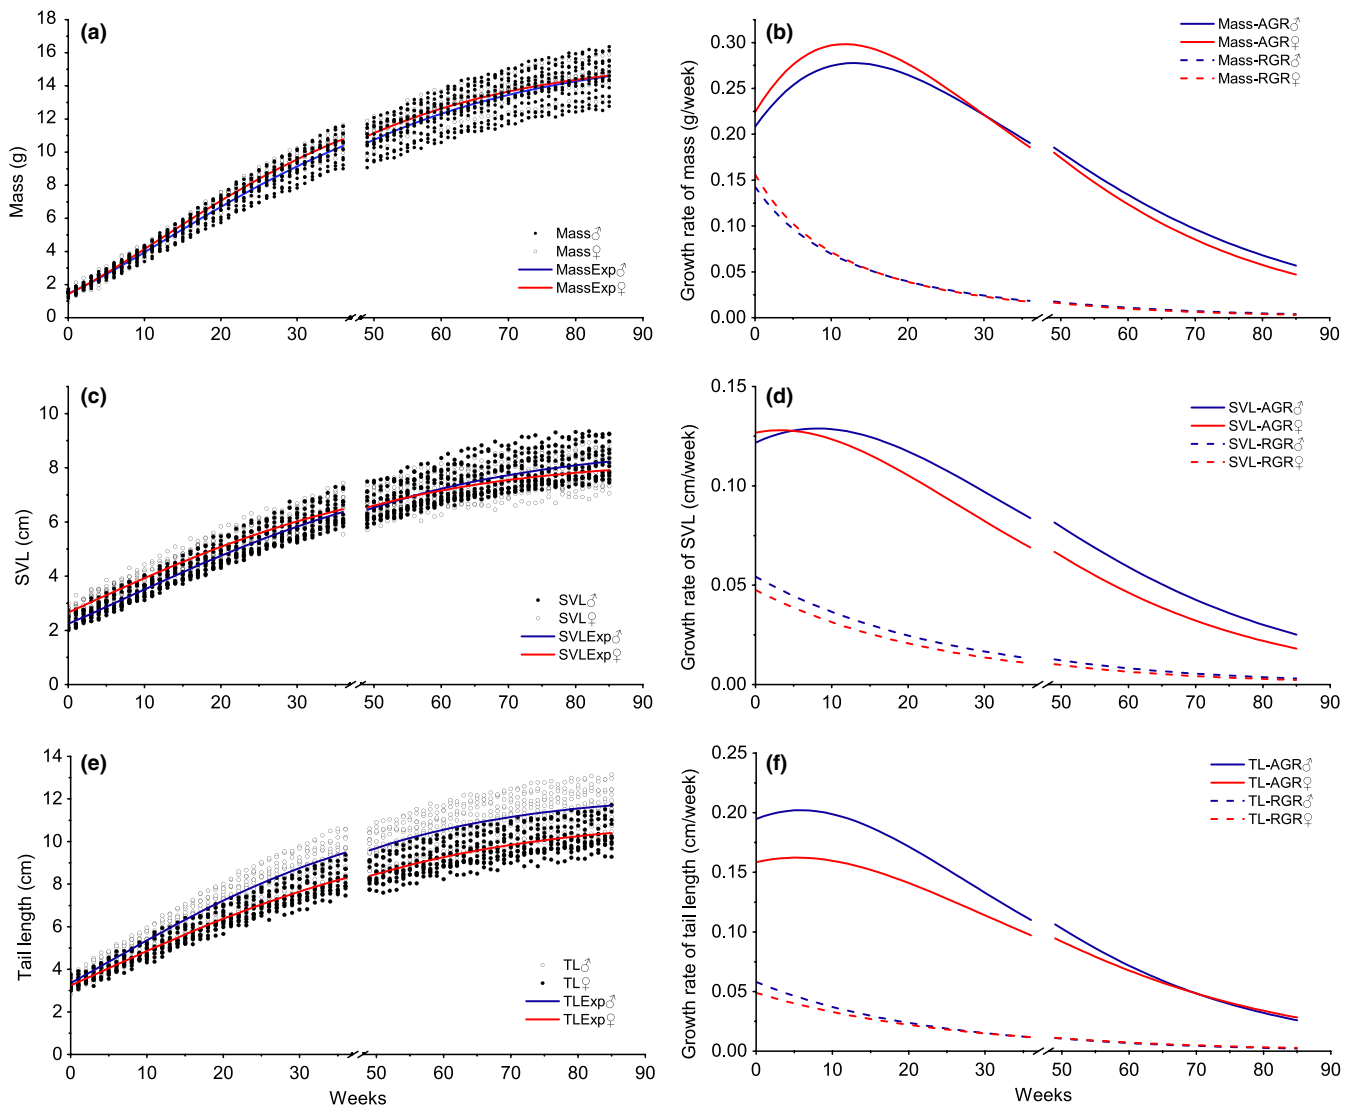 (a)
Mass (g)
18
16
14
12
10
8
6
4
2
0
0 10 20 30 50 60 70 80 90
Mass♂
Mass♀
MassExp♂
MassExp♀
(b)
Growth rate of mass (g/week)
0.30
0.25
0.20
0.15
0.10
0.05
0.00
0 10 20 30 50 60 70 80 90
Mass-AGR♂
Mass-AGR♀
Mass-RGR♂
Mass-RGR♀
(c)
SVL (cm)
10
8
6
4
2
0
0 10 20 30 50 60 70 80 90
SVL♂
SVL♀
SVLExp♂
SVLExp♀
(d)
Growth rate of SVL (cm/week)
0.15
0.10
0.05
0.00
0 10 20 30 50 60 70 80 90
SVL-AGR♂
SVL-AGR♀
SVL-RGR♂
SVL-RGR♀
(e)
Tail length (cm)
14
12
10
8
6
4
2
0
0 10 20 30 50 60 70 80 90
Weeks
TL♂
TL♀
TLExp♂
TLExp♀
(f)
Growth rate of tail length (cm/week)
0.25
0.20
0.15
0.10
0.05
0.00
0 10 20 30 50 60 70 80 90
Weeks
TL-AGR♂
TL-AGR♀
TL-RGR♂
TL-RGR♀